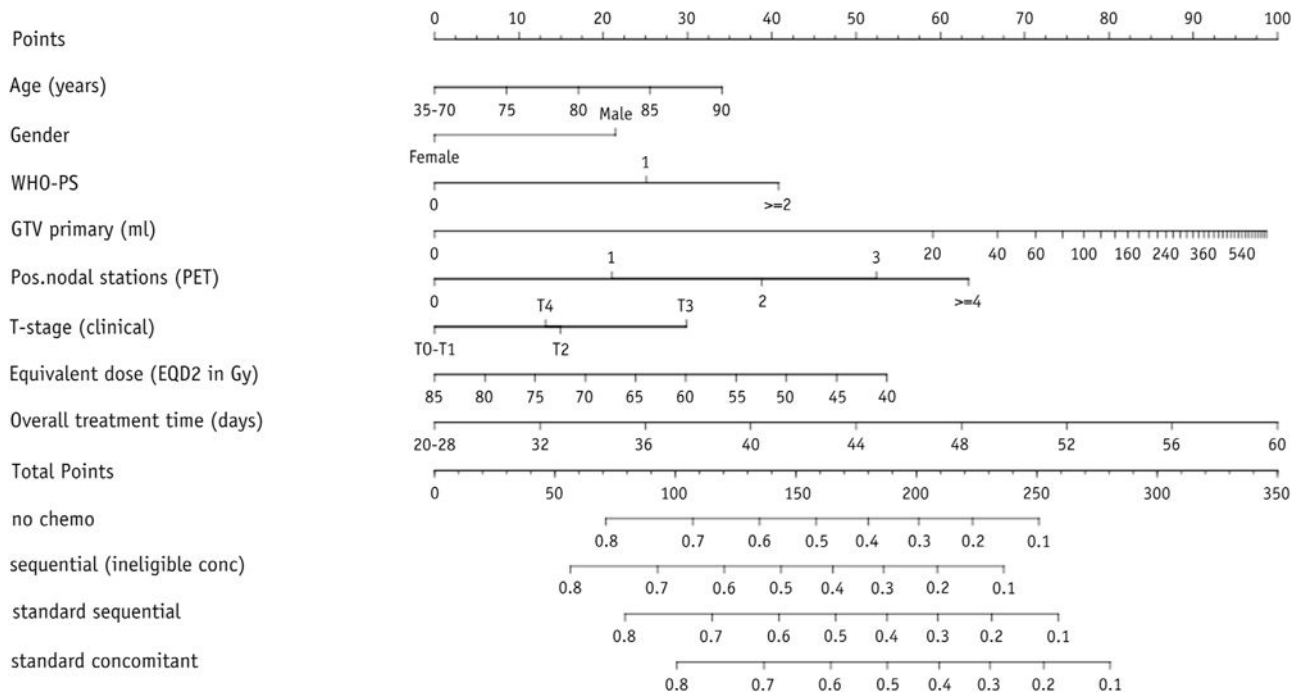 0 10 20 30 40 50 60 70 80 90 100
Points
Age (years)
35-70 75 80 85 90
Male
Gender
Female
1
WHO-PS
0 >=2
GTV primary (ml)
0 20 40 60 100 160 240 360 540
1 3
Pos.nodal stations (PET)
0 2 >=4
T4 T3
T-stage (clinical)
T0-T1 T2
Equivalent dose (EQD2 in Gy)
85 80 75 70 65 60 55 50 45 40
Overall treatment time (days)
20-28 32 36 40 44 48 52 56 60
Total Points
0 50 100 150 200 250 300 350
no chemo
0.8 0.7 0.6 0.5 0.4 0.3 0.2 0.1
sequential (ineligible conc)
0.8 0.7 0.6 0.5 0.4 0.3 0.2 0.1
standard sequential
0.8 0.7 0.6 0.5 0.4 0.3 0.2 0.1
standard concomitant
0.8 0.7 0.6 0.5 0.4 0.3 0.2 0.1